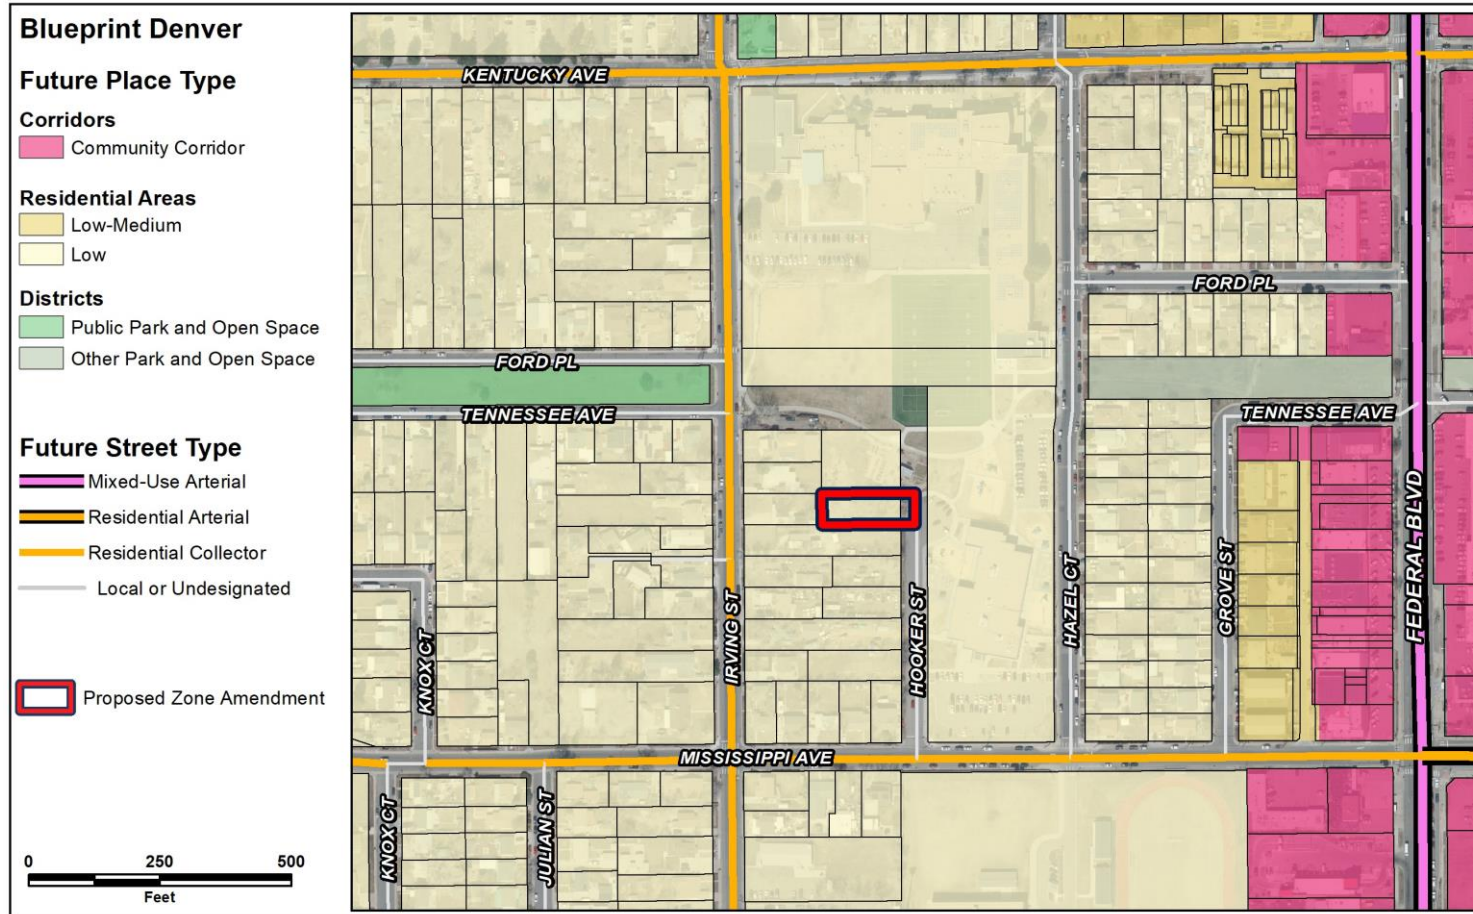 Blueprint Denver
Future Place Type
Corridors
Community Corridor
Residential Areas
Low-Medium
Low
Districts
Public Park and Open Space
Other Park and Open Space
Future Street Type
Mixed-Use Arterial
Residential Arterial
Residential Collector
Local or Undesignated
Proposed Zone Amendment
0 250 500
Feet
KENTUCKY AVE
FORD PL
FORD PL
TENNESSEE AVE
TENNESSEE AVE
FEDERAL BLVD
IRVING ST
HOOKER ST
HAZEL CT
GROVE ST
KNOX CT
MISSISSIPPI AVE
KNOX CT
JULIAN ST